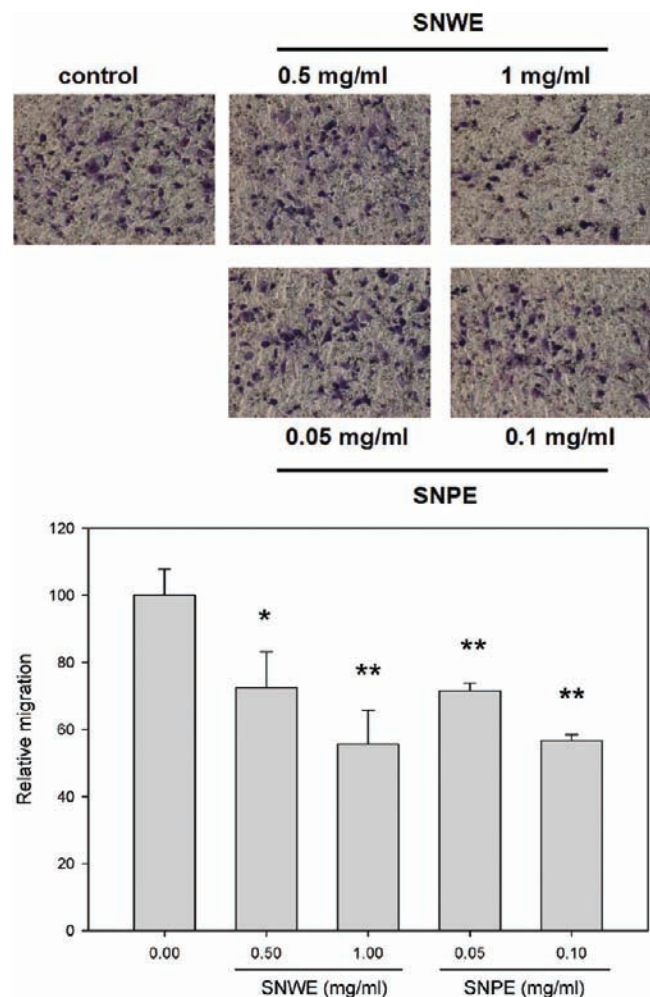 SNWE
control 0.5 mg/ml 1 mg/ml
0.05 mg/ml 0.1 mg/ml
SNPE
120
100
80
60
40
20
0
Relative migration
*
**
**
**
0.00 0.50 1.00 0.05 0.10
SNWE (mg/ml) SNPE (mg/ml)